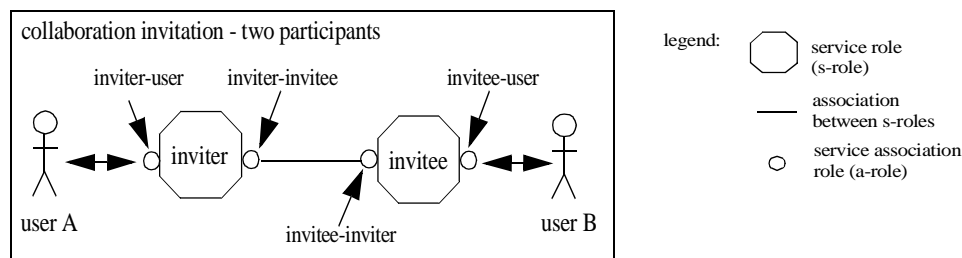 collaboration invitation - two participants
inviter-user
inviter-invitee
invitee-user
inviter
invitee
user A
invitee-inviter
user B
legend:
service role
(s-role)
association
between s-roles
service association
role (a-role)